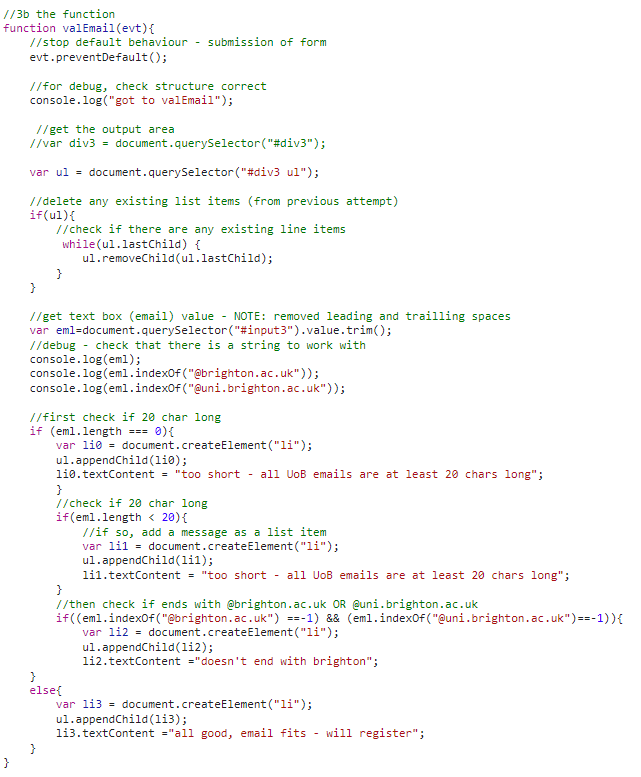 //3b the function
function valEmail(evt){
    //stop default behaviour - submission of form
    evt.preventDefault();

    //for debug, check structure correct
    console.log("got to valEmail");

     //get the output area
    //var div3 = document.querySelector("#div3");

    var ul = document.querySelector("#div3 ul");

    //delete any existing list items (from previous attempt)
    if(ul){
        //check if there are any existing line items
         while(ul.lastChild) {
            ul.removeChild(ul.lastChild);
        }
    }

    //get text box (email) value - NOTE: removed leading and trailling spaces
    var eml=document.querySelector("#input3").value.trim();
    //debug - check that there is a string to work with
    console.log(eml);
    console.log(eml.indexOf("@brighton.ac.uk"));
    console.log(eml.indexOf("@uni.brighton.ac.uk"));

    //first check if 20 char long
    if (eml.length === 0){
        var li0 = document.createElement("li");
        ul.appendChild(li0);
        li0.textContent = "too short - all UoB emails are at least 20 chars long";
        }
        //check if 20 char long
        if(eml.length < 20){
            //if so, add a message as a list item
            var li1 = document.createElement("li");
            ul.appendChild(li1);
            li1.textContent = "too short - all UoB emails are at least 20 chars long";
        }
        //then check if ends with @brighton.ac.uk OR @uni.brighton.ac.uk
        if((eml.indexOf("@brighton.ac.uk") ==-1) && (eml.indexOf("@uni.brighton.ac.uk")==-1)){
            var li2 = document.createElement("li");
            ul.appendChild(li2);
            li2.textContent ="doesn't end with brighton";
    }
    else{
        var li3 = document.createElement("li");
        ul.appendChild(li3);
        li3.textContent ="all good, email fits - will register";
    }
}